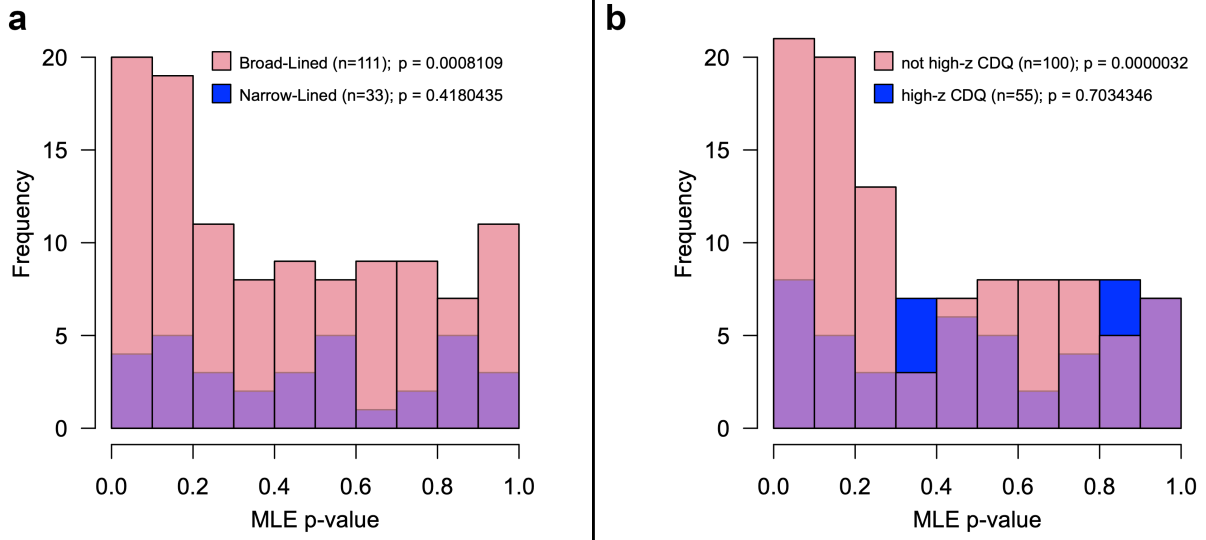 a
Broad-Lined (n=111); p = 0.0008109
Narrow-Lined (n=33); p = 0.4180435
Frequency
20
15
10
5
0
0.0 0.2 0.4 0.6 0.8 1.0
MLE p-value
b
not high-z CDQ (n=100); p = 0.0000032
high-z CDQ (n=55); p = 0.7034346
Frequency
20
15
10
5
0
0.0 0.2 0.4 0.6 0.8 1.0
MLE p-value